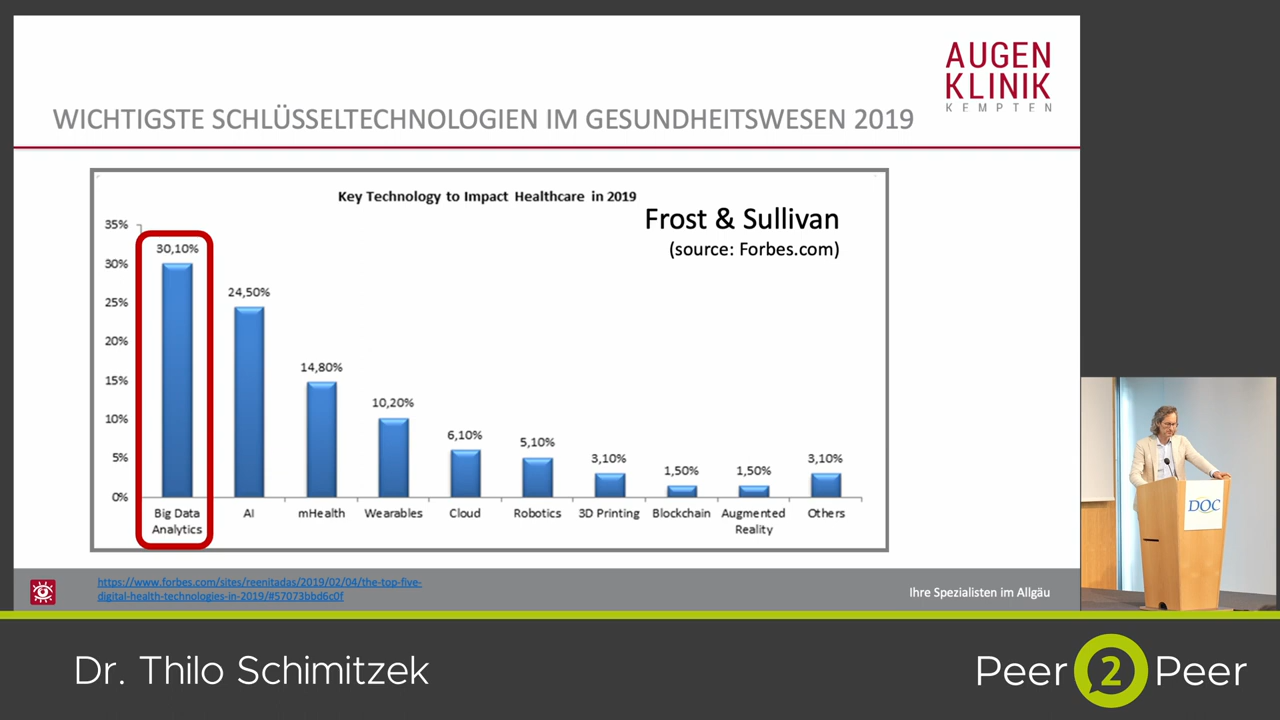 AUGEN
KLINIK
KEMPTEN
WICHTIGSTE SCHLÜSSELTECHNOLOGIEN IM GESUNDHEITSWESEN 2019
Key Technology to Impact Healthcare in 2019
Frost & Sullivan
(source: Forbes.com)
35%
30%
25%
20%
15%
10%
5%
0%
30,10%
24,50%
14,80%
10,20%
6,10%
5,10%
3,10%
1,50%
1,50%
3,10%
Big Data
Analytics
AI
mHealth
Wearables
Cloud
Robotics
3D Printing
Blockchain
Augmented
Reality
Others
https://www.forbes.com/sites/reenitadas/2019/02/04/the-top-five-
digital-health-technologies-in-2019/#57073bbd6c0f
Ihre Spezialisten im Allgäu
DOC
Dr. Thilo Schimitzek
Peer 2 Peer